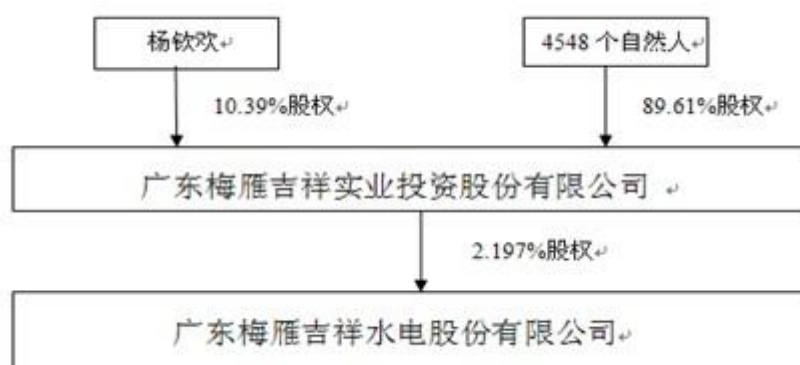 杨钦欢 4548 个自然人
10.39%股权 89.61%股权
广东梅雁吉祥实业投资股份有限公司
2.197%股权
广东梅雁吉祥水电股份有限公司